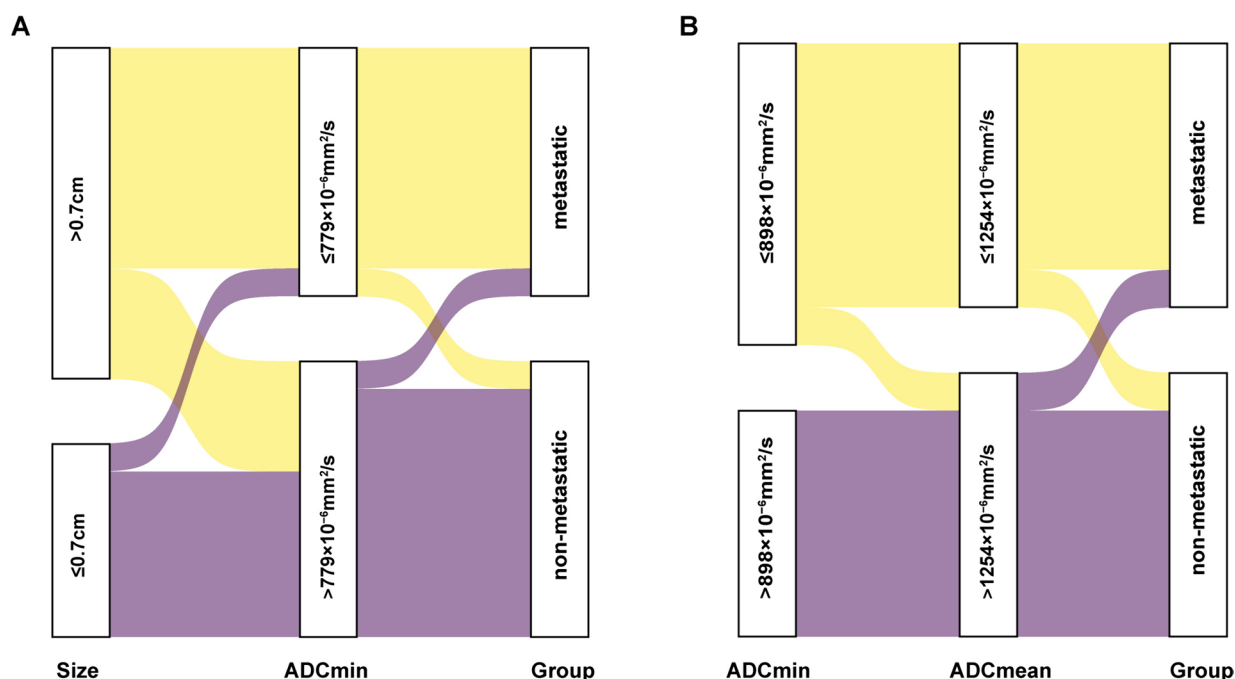 A
>0.7cm
≤0.7cm
≤779×10⁻⁶mm²/s
>779×10⁻⁶mm²/s
metastatic
non-metastatic
Size
ADCmin
Group
B
≤898×10⁻⁶mm²/s
>898×10⁻⁶mm²/s
≤1254×10⁻⁶mm²/s
>1254×10⁻⁶mm²/s
metastatic
non-metastatic
ADCmin
ADCmean
Group